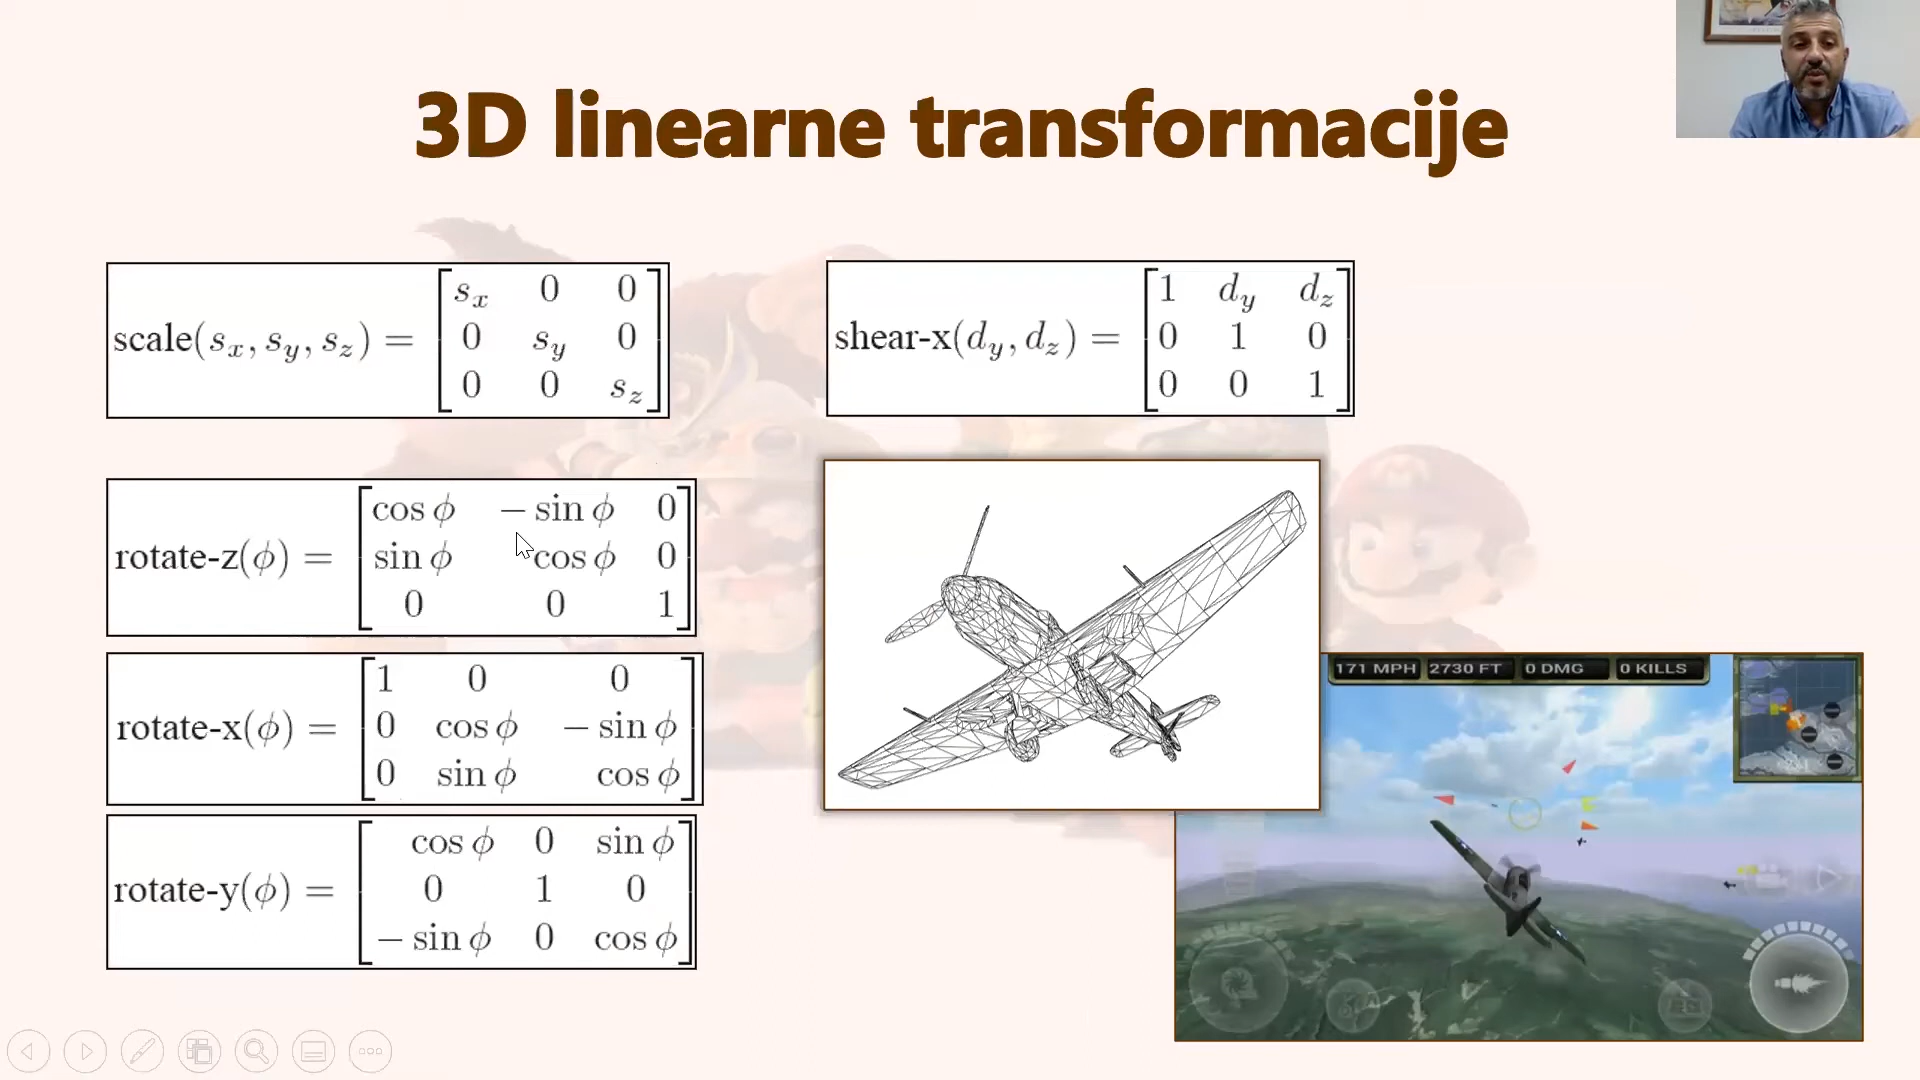 3D linearne transformacije
scale(s_x, s_y, s_z) = [s_x 0 0
0 s_y 0
0 0 s_z]
shear-x(d_y, d_z) = [1 d_y d_z
0 1 0
0 0 1]
rotate-z(ϕ) = [cos ϕ − sin ϕ 0
sin ϕ cos ϕ 0
0 0 1]
rotate-x(ϕ) = [1 0 0
0 cos ϕ − sin ϕ
0 sin ϕ cos ϕ]
rotate-y(ϕ) = [cos ϕ 0 sin ϕ
0 1 0
− sin ϕ 0 cos ϕ]
171 MPH 2730 FT 0 DMG 0 KILLS